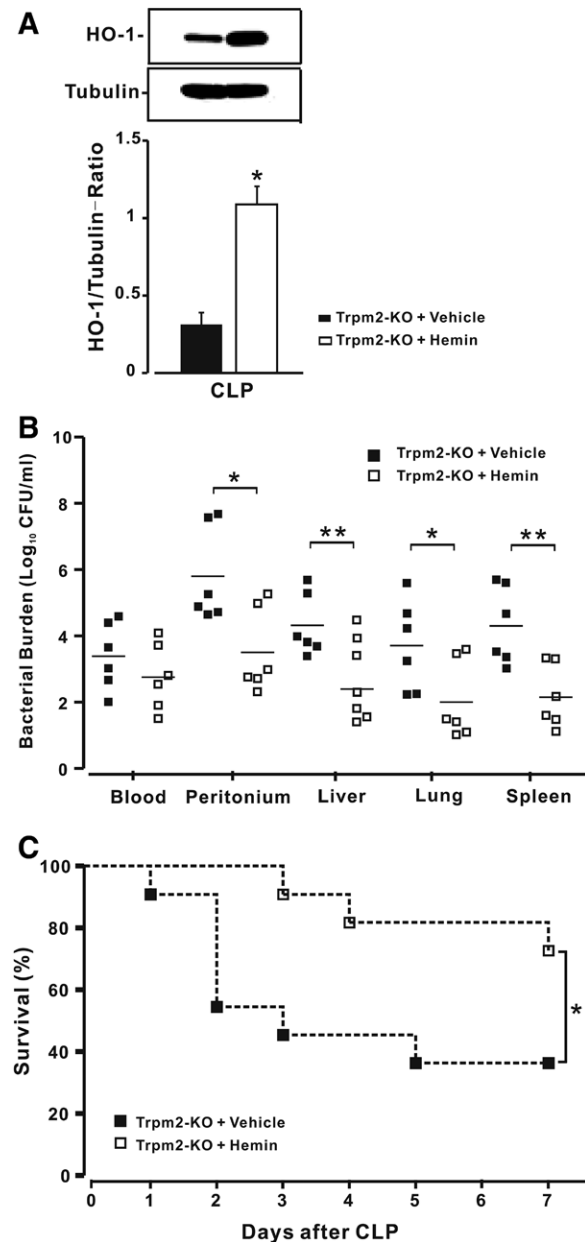 A
HO-1-
Tubulin-
1.5
1
0.5
0
HO-1/Tubulin-Ratio
*
CLP
Trpm2-KO + Vehicle
Trpm2-KO + Hemin
B
10
8
6
4
2
0
Bacterial Burden (Log₁₀ CFU/ml)
Trpm2-KO + Vehicle
Trpm2-KO + Hemin
* ** * **
Blood Peritonium Liver Lung Spleen
C
100
80
60
40
20
0
Survival (%)
*
Trpm2-KO + Vehicle
Trpm2-KO + Hemin
0 1 2 3 4 5 6 7
Days after CLP